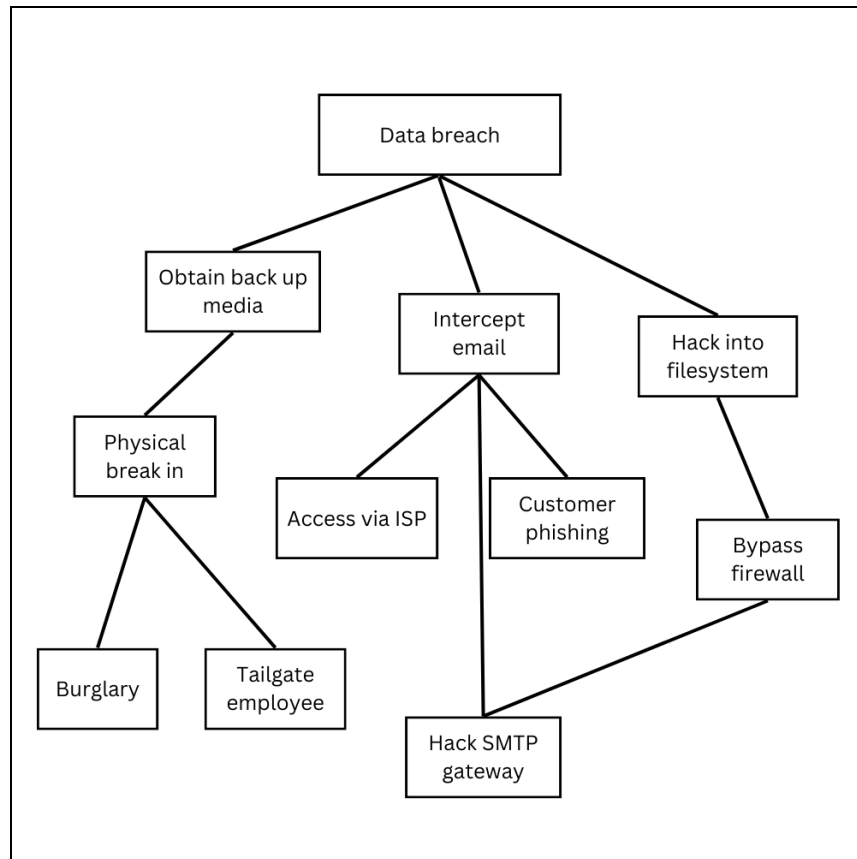 Data breach
Obtain back up
media
Intercept
email
Hack into
filesystem
Physical
break in
Access via ISP
Customer
phishing
Bypass
firewall
Burglary
Tailgate
employee
Hack SMTP
gateway